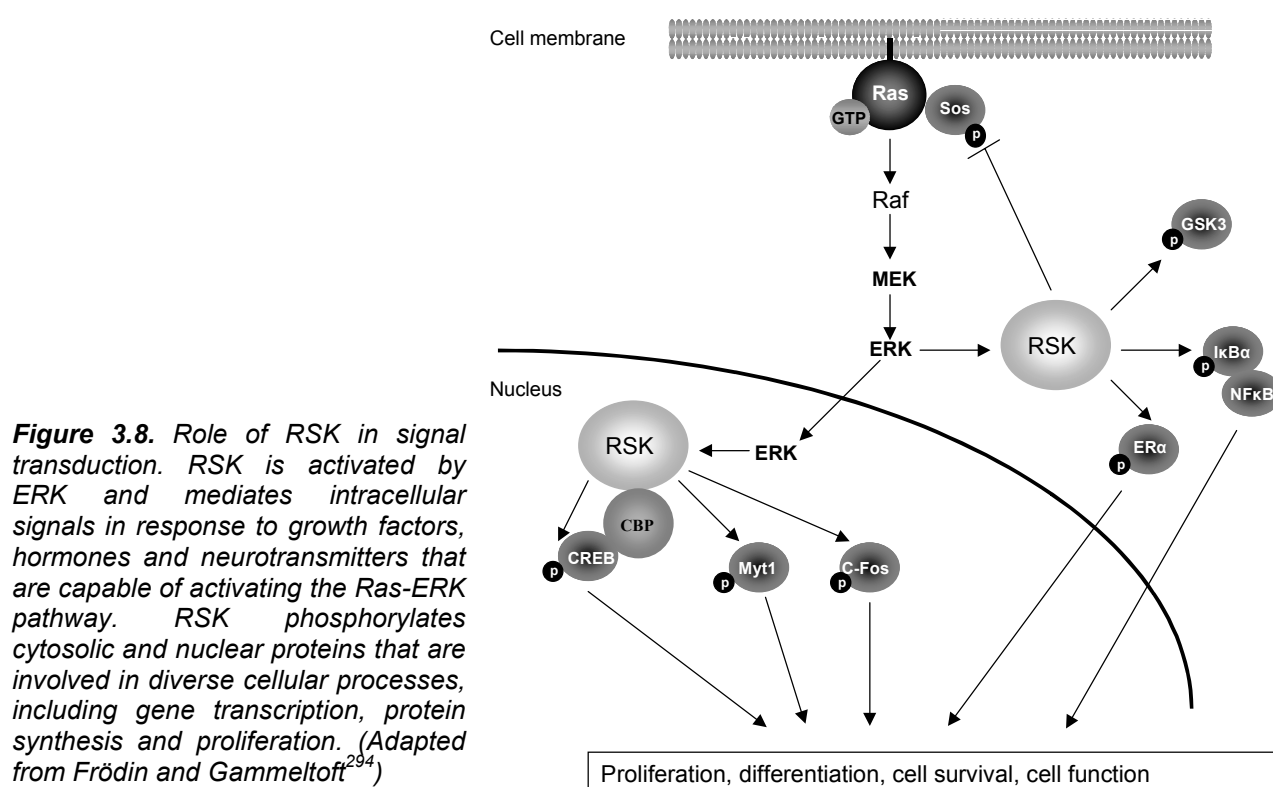 Cell membrane
Ras
GTP
Sos
p
Raf
GSK3
p
MEK
ERK
RSK
IκBα
p
NFκB
Nucleus
ERα
p
RSK
ERK
CBP
CREB
p
Myt1
p
C-Fos
p
Proliferation, differentiation, cell survival, cell function
Figure 3.8. Role of RSK in signal
transduction. RSK is activated by
ERK and mediates intracellular
signals in response to growth factors,
hormones and neurotransmitters that
are capable of activating the Ras-ERK
pathway. RSK phosphorylates
cytosolic and nuclear proteins that are
involved in diverse cellular processes,
including gene transcription, protein
synthesis and proliferation. (Adapted
from Frödin and Gammeltoft294)